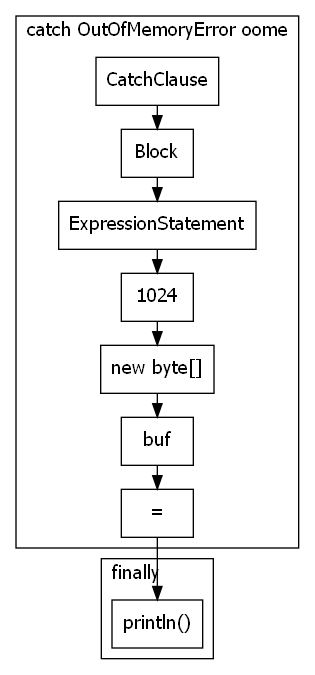 catch OutOfMemoryError oome
CatchClause
Block
ExpressionStatement
1024
new byte[]
buf
=
finally
println()